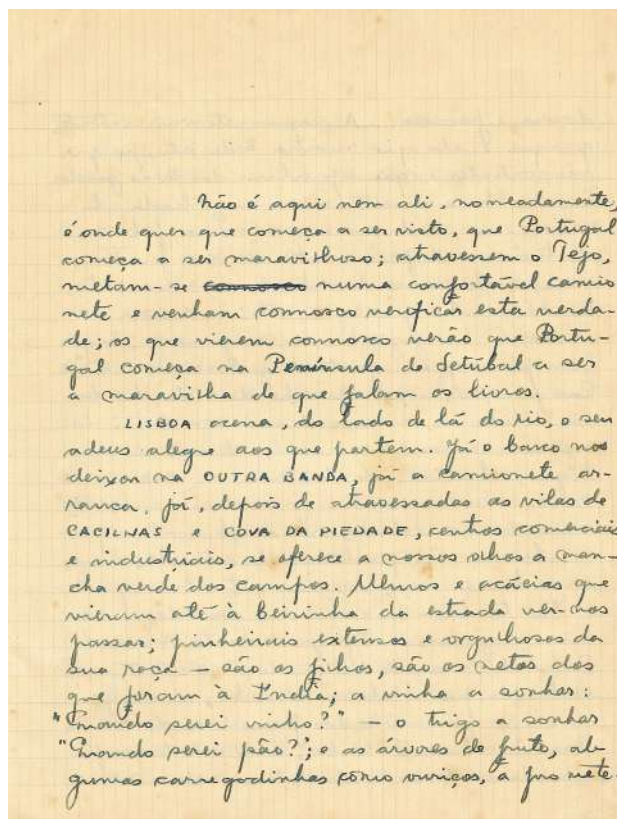 Não é aqui nem ali, nomeadamente,
é onde quer que começa a ser visto, que Portugal
começa a ser maravilhoso; atravessem o Tejo,
metam-se connosco numa confortável camio
nete e venham connosco verificar esta verda-
de; os que vierem connosco verão que Portu-
gal começa na Península de Setúbal a ser
a maravilha de que falam os livros.
LISBOA acena, do lado de lá do rio, o seu
adeus alegre aos que partem. Já o barco nos
deixou na OUTRA BANDA, já a camionete ar-
ranca, já, depois de atravessadas as vilas de
CACILHAS e COVA DA PIEDADE, centros comerciais
e industriais, se oferece a nossos olhos a man-
cha verde dos campos. Ulmos e acácias que
vieram até à beirinha da estrada ver-nos
passar; pinheirais extensos e orgulhosos da
sua raça — são os filhos, são os netos dos
que foram à Índia; a vinha a sonhar:
"Quando serei vinho?" — o trigo a sonhar
"Quando serei pão?"; e as árvores de fruto, al-
gumas carregadinhas como ouriços, a promete-